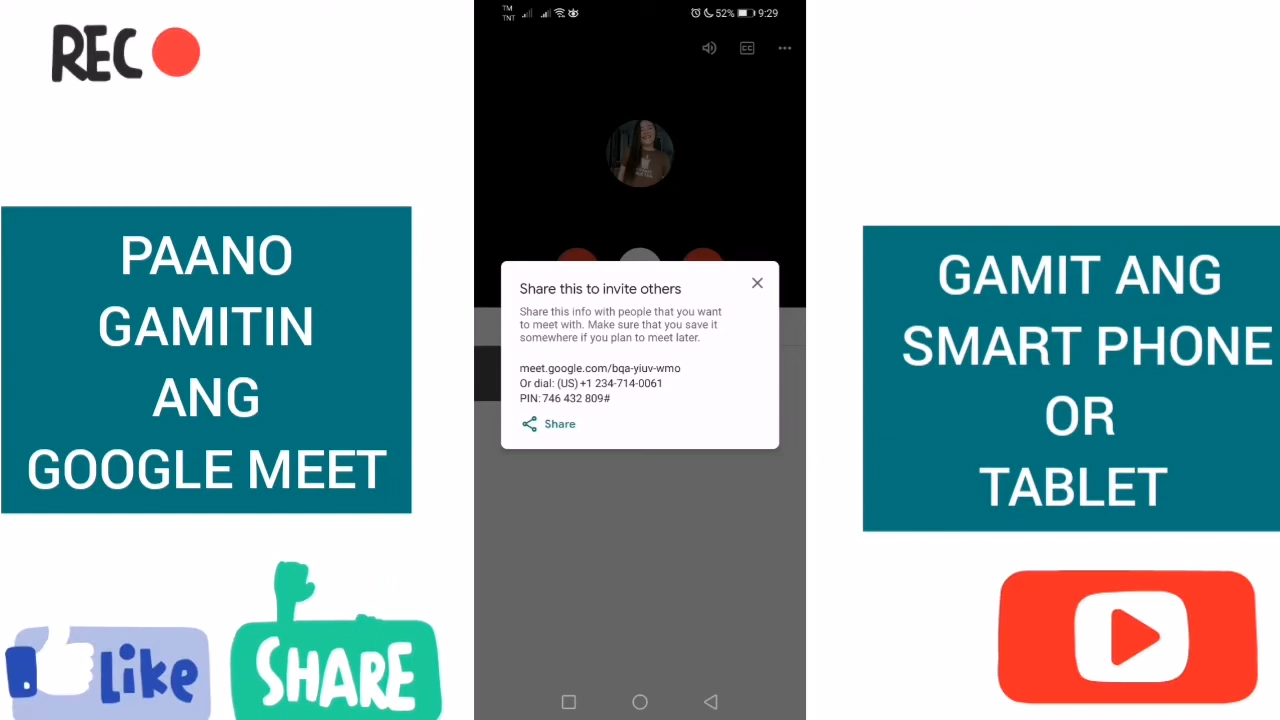 REC
TM
TNT
52%
9:29
CC
PAANO
GAMITIN
ANG
GOOGLE MEET
Share this to invite others
Share this info with people that you want
to meet with. Make sure that you save it
somewhere if you plan to meet later.
meet.google.com/bqa-yiuv-wmo
Or dial: (US) +1 234-714-0061
PIN: 746 432 809#
Share
GAMIT ANG
SMART PHONE
OR
TABLET
Like
SHARE